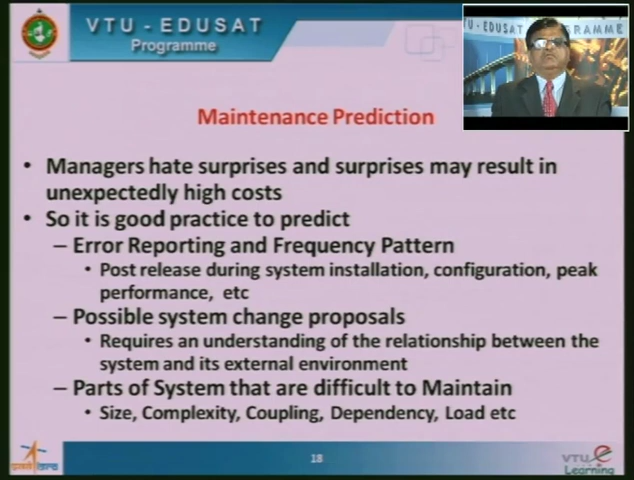 VTU - EDUSAT
Programme
TU - EDUSAT PROGRAMME
Maintenance Prediction
• Managers hate surprises and surprises may result in
unexpectedly high costs
• So it is good practice to predict
– Error Reporting and Frequency Pattern
• Post release during system installation, configuration, peak
performance, etc
– Possible system change proposals
• Requires an understanding of the relationship between the
system and its external environment
– Parts of System that are difficult to Maintain
• Size, Complexity, Coupling, Dependency, Load etc
18
VTU e
Learning